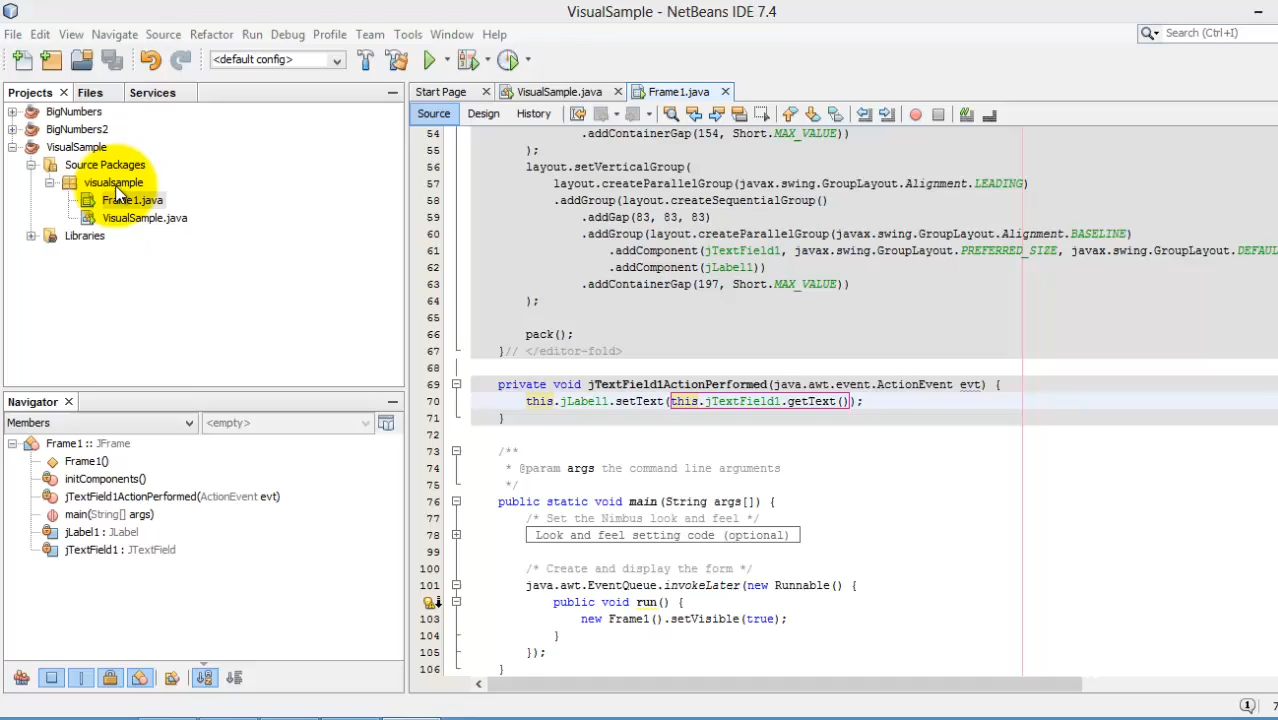 VisualSample - NetBeans IDE 7.4
File Edit View Navigate Source Refactor Run Debug Profile Team Tools Window Help
Search (Ctrl+I)
<default config>
Projects Files Services
Start Page VisualSample.java Frame1.java
Source Design History
BigNumbers
BigNumbers2
VisualSample
Source Packages
visualsample
Frame1.java
VisualSample.java
Libraries
54 .addContainerGap(154, Short.MAX_VALUE))
55 );
56 layout.setVerticalGroup(
57 layout.createParallelGroup(javax.swing.GroupLayout.Alignment.LEADING)
58 .addGroup(layout.createSequentialGroup()
59 .addGap(83, 83, 83)
60 .addGroup(layout.createParallelGroup(javax.swing.GroupLayout.Alignment.BASELINE)
61 .addComponent(jTextField1, javax.swing.GroupLayout.PREFERRED_SIZE, javax.swing.GroupLayout.DEFAU
62 .addComponent(jLabel1))
63 .addContainerGap(197, Short.MAX_VALUE))
64 );
65
66 pack();
67 }// </editor-fold>
68
69 private void jTextField1ActionPerformed(java.awt.event.ActionEvent evt) {
70 this.jLabel1.setText(this.jTextField1.getText());
71 }
72
73 /**
74 * @param args the command line arguments
75 */
76 public static void main(String args[]) {
77 /* Set the Nimbus look and feel */
78 Look and feel setting code (optional)
99
100 /* Create and display the form */
101 java.awt.EventQueue.invokeLater(new Runnable() {
public void run() {
103 new Frame1().setVisible(true);
104 }
105 });
106 }
Navigator
Members <empty>
Frame1 :: JFrame
Frame1()
initComponents()
jTextField1ActionPerformed(ActionEvent evt)
main(String[] args)
jLabel1 : JLabel
jTextField1 : JTextField